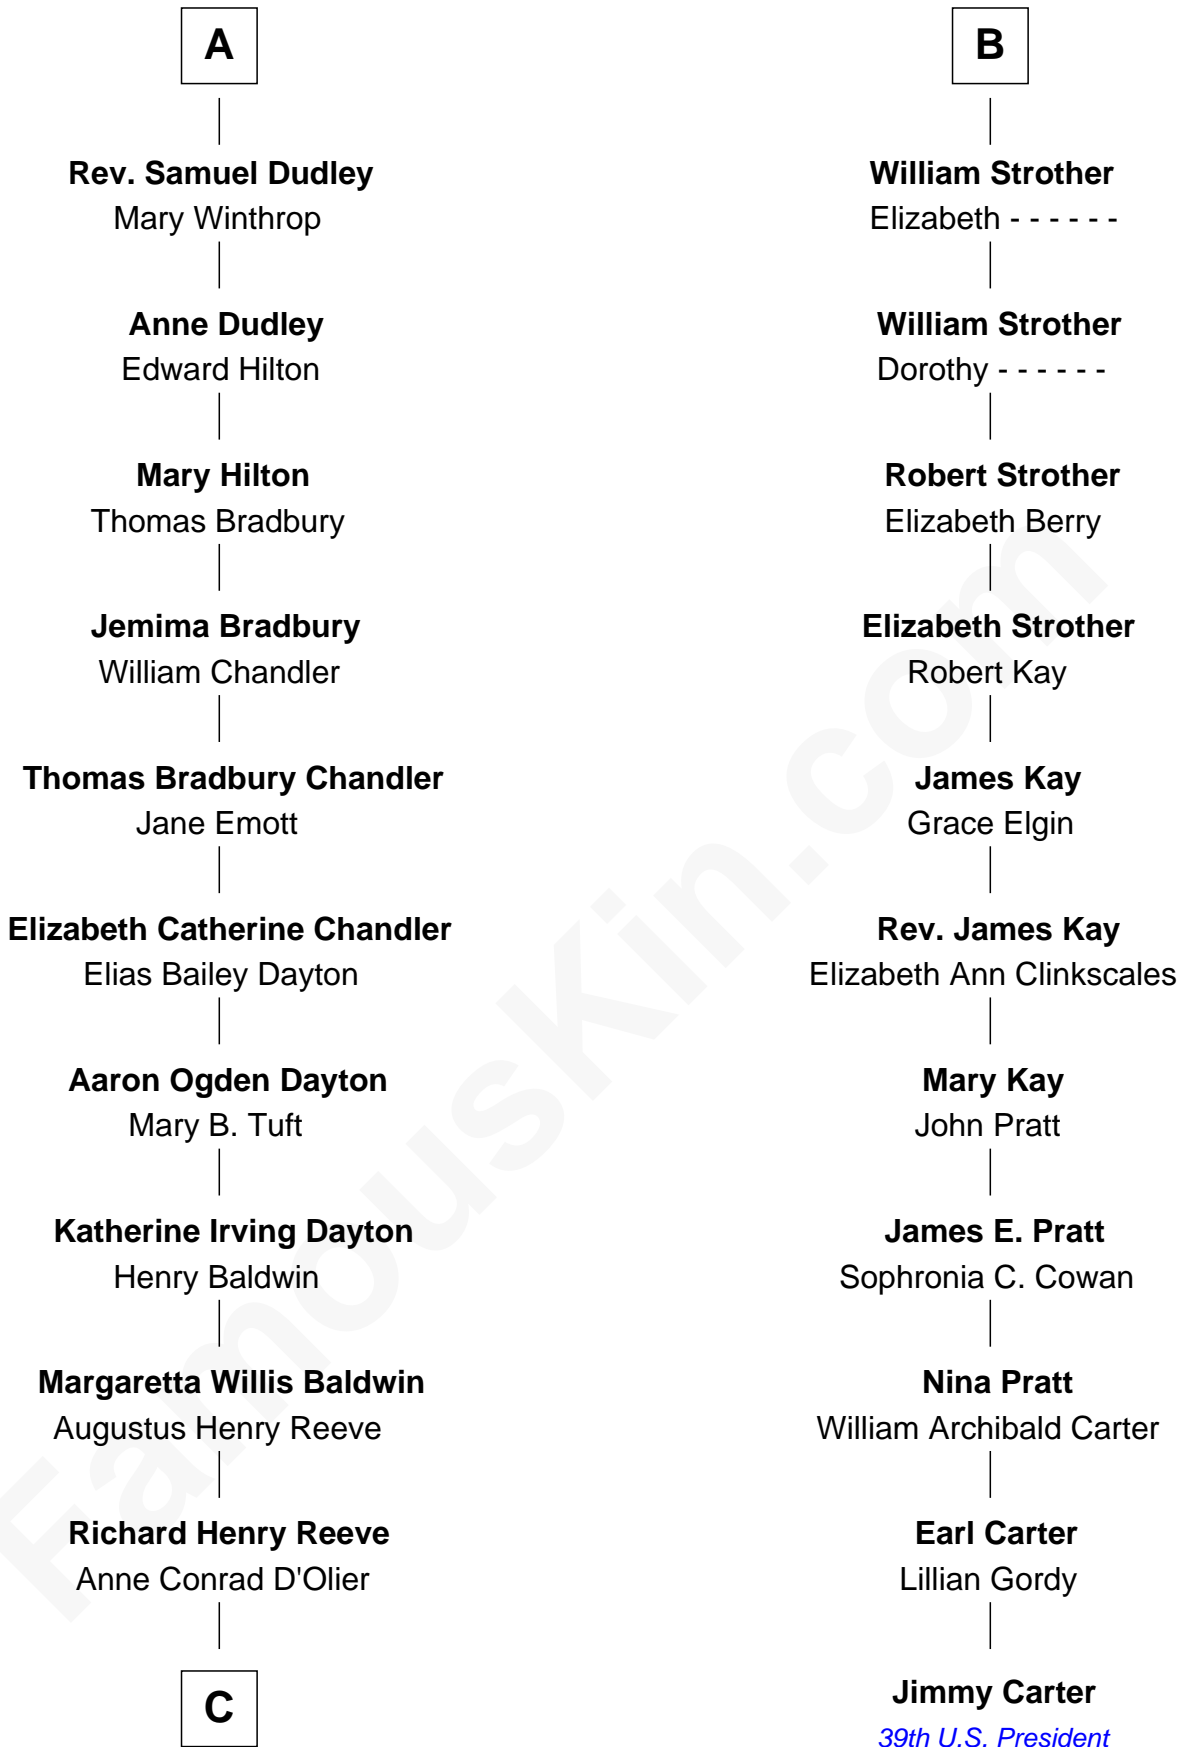 A
Rev. Samuel Dudley
Mary Winthrop
Anne Dudley
Edward Hilton
Mary Hilton
Thomas Bradbury
Jemima Bradbury
William Chandler
Thomas Bradbury Chandler
Jane Emott
Elizabeth Catherine Chandler
Elias Bailey Dayton
Aaron Ogden Dayton
Mary B. Tuft
Katherine Irving Dayton
Henry Baldwin
Margaretta Willis Baldwin
Augustus Henry Reeve
Richard Henry Reeve
Anne Conrad D'Olier
C
B
William Strother
Elizabeth - - - - - -
William Strother
Dorothy - - - - - -
Robert Strother
Elizabeth Berry
Elizabeth Strother
Robert Kay
James Kay
Grace Elgin
Rev. James Kay
Elizabeth Ann Clinkscales
Mary Kay
John Pratt
James E. Pratt
Sophronia C. Cowan
Nina Pratt
William Archibald Carter
Earl Carter
Lillian Gordy
Jimmy Carter
39th U.S. President
FamousKin.com